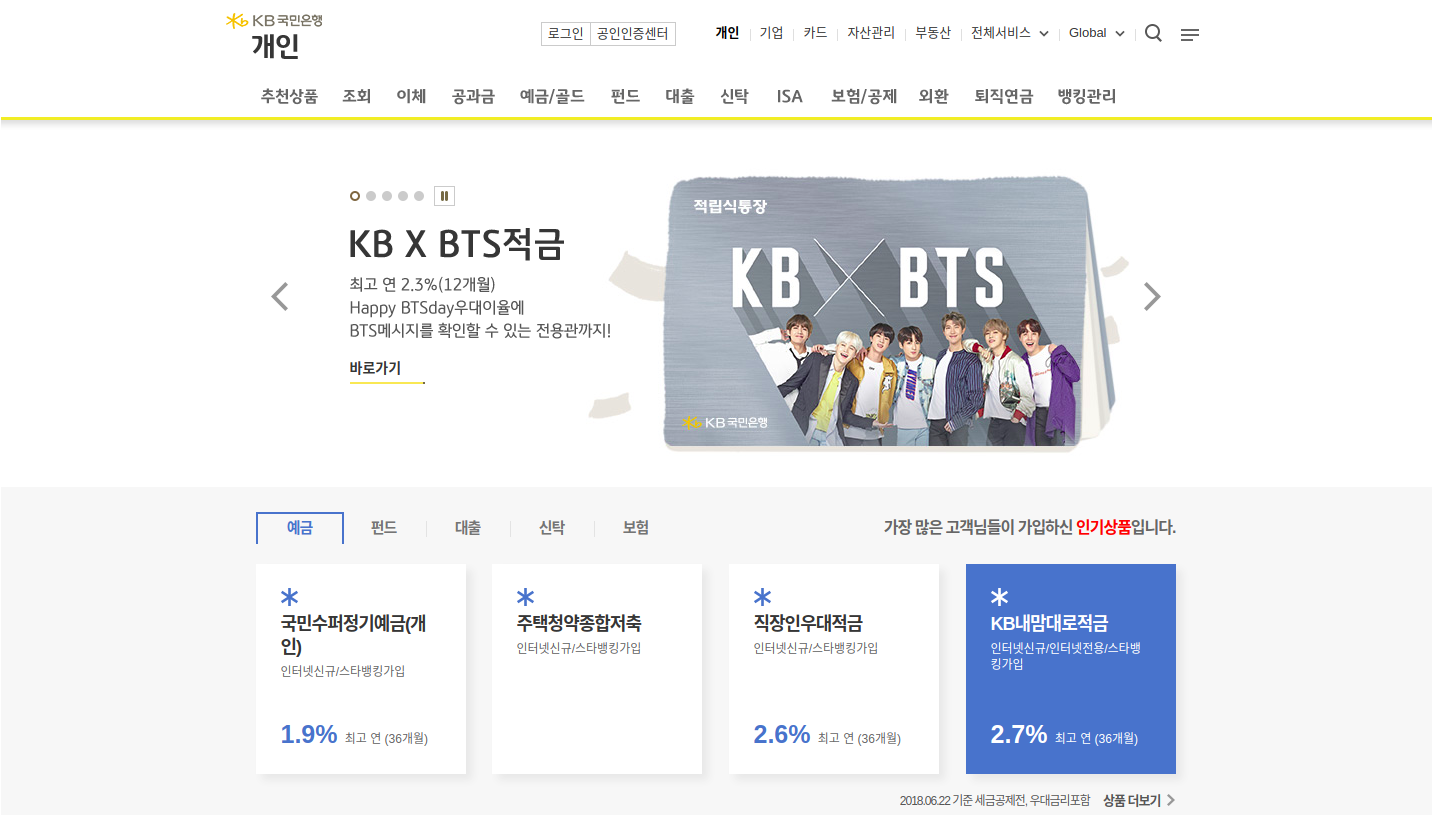 KB 국민은행
개인
로그인 공인인증센터 개인 기업 카드 자산관리 부동산 전체서비스 Global
추천상품 조회 이체 공과금 예금/골드 펀드 대출 신탁 ISA 보험/공제 외환 퇴직연금 뱅킹관리
KB X BTS적금
최고 연 2.3%(12개월)
Happy BTSday우대이율에
BTS메시지를 확인할 수 있는 전용관까지!
바로가기
적립식통장
KB X BTS
KB 국민은행
예금 펀드 대출 신탁 보험
가장 많은 고객님들이 가입하신 인기상품입니다.
국민수퍼정기예금(개
인)
인터넷신규/스타뱅킹가입
1.9% 최고 연 (36개월)
주택청약종합저축
인터넷신규/스타뱅킹가입
직장인우대적금
인터넷신규/스타뱅킹가입
2.6% 최고 연 (36개월)
KB내맘대로적금
인터넷신규/인터넷전용/스타뱅
킹가입
2.7% 최고 연 (36개월)
2018.06.22 기준 세금공제전, 우대금리포함 상품 더보기